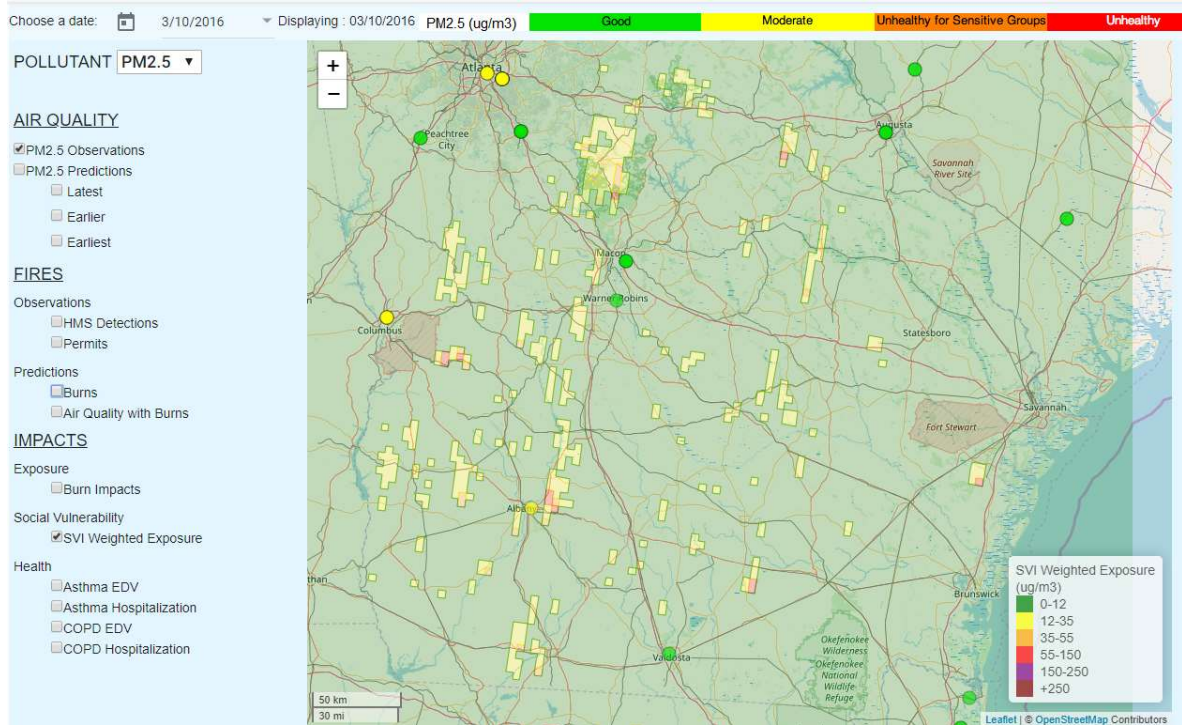 Choose a date: 3/10/2016 Displaying : 03/10/2016 PM2.5 (ug/m3) Good Moderate Unhealthy for Sensitive Groups Unhealthy
POLLUTANT PM2.5
AIR QUALITY
PM2.5 Observations
PM2.5 Predictions
Latest
Earlier
Earliest
FIRES
Observations
HMS Detections
Permits
Predictions
Burns
Air Quality with Burns
IMPACTS
Exposure
Burn Impacts
Social Vulnerability
SVI Weighted Exposure
Health
Asthma EDV
Asthma Hospitalization
COPD EDV
COPD Hospitalization
+
−
Atlanta
Peachtree
City
Augusta
Savannah
River Site
Macon
Warner Robins
Columbus
Statesboro
Savannah
Fort Stewart
Albany
Brunswick
Valdosta
Okefenokee
Wilderness
Okefenokee
National
Wildlife
Refuge
SVI Weighted Exposure
(ug/m3)
0-12
12-35
35-55
55-150
150-250
+250
50 km
30 mi
Leaflet | © OpenStreetMap Contributors